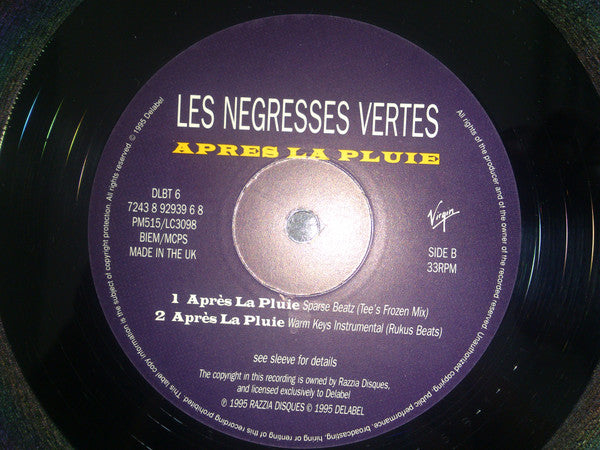 LES NEGRESSES VERTES
APRES LA PLUIE
DLBT 6
7243 8 92939 6 8
PM515/LC3098
BIEM/MCPS
MADE IN THE UK
Virgin
SIDE B
33RPM
1 Après La Pluie Sparse Beatz (Tee's Frozen Mix)
2 Après La Pluie Warm Keys Instrumental (Rukus Beats)
see sleeve for details
The copyright in this recording is owned by Razzia Disques,
and licensed exclusively to Delabel
℗ 1995 RAZZIA DISQUES © 1995 DELABEL
All rights of the producer and of the owner of the recorded work reserved. Unauthorized copying public performance, broadcasting, hiring or renting of this recording prohibited. This label copy information is the subject of copyright protection. All rights reserved. © 1995 Delabel